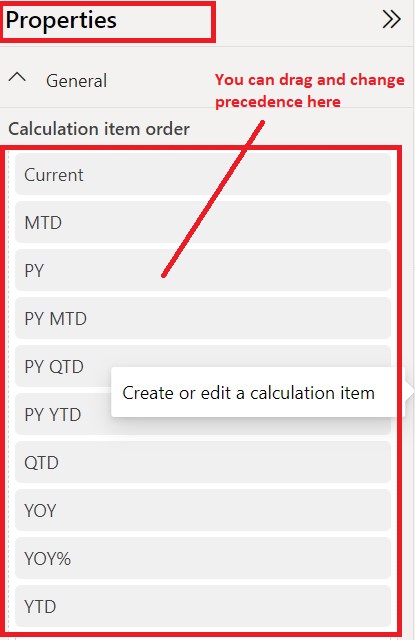 Properties
General
You can drag and change
precedence here
Calculation item order
Current
MTD
PY
PY MTD
PY QTD
Create or edit a calculation item
PY YTD
QTD
YOY
YOY%
YTD